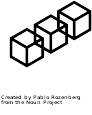 Created by Pablo Rozenberg
from the Noun Project